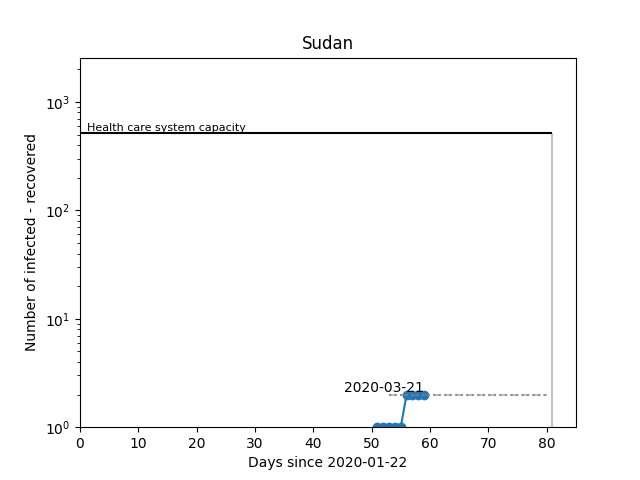 Sudan
Number of infected - recovered
10³
10²
10¹
10⁰
Health care system capacity
2020-03-21
0 10 20 30 40 50 60 70 80
Days since 2020-01-22